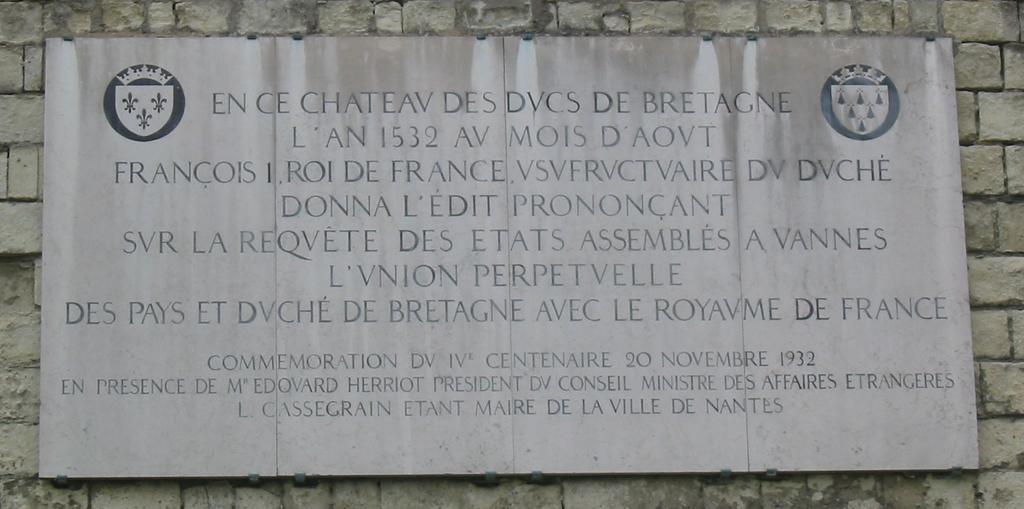 EN CE CHATEAV DES DVCS DE BRETAGNE
L'AN 1532 AV MOIS D'AOVT
FRANÇOIS I, ROI DE FRANCE, VSVFRVCTVAIRE DV DVCHÉ
DONNA L'ÉDIT PRONONÇANT
SVR LA REQVÊTE DES ETATS ASSEMBLÉS A VANNES
L'VNION PERPETVELLE
DES PAYS ET DVCHÉ DE BRETAGNE AVEC LE ROYAVME DE FRANCE
COMMEMORATION DV IVE CENTENAIRE 20 NOVEMBRE 1932
EN PRESENCE DE MR EDOVARD HERRIOT PRESIDENT DV CONSEIL MINISTRE DES AFFAIRES ETRANGERES
L. CASSEGRAIN ETANT MAIRE DE LA VILLE DE NANTES